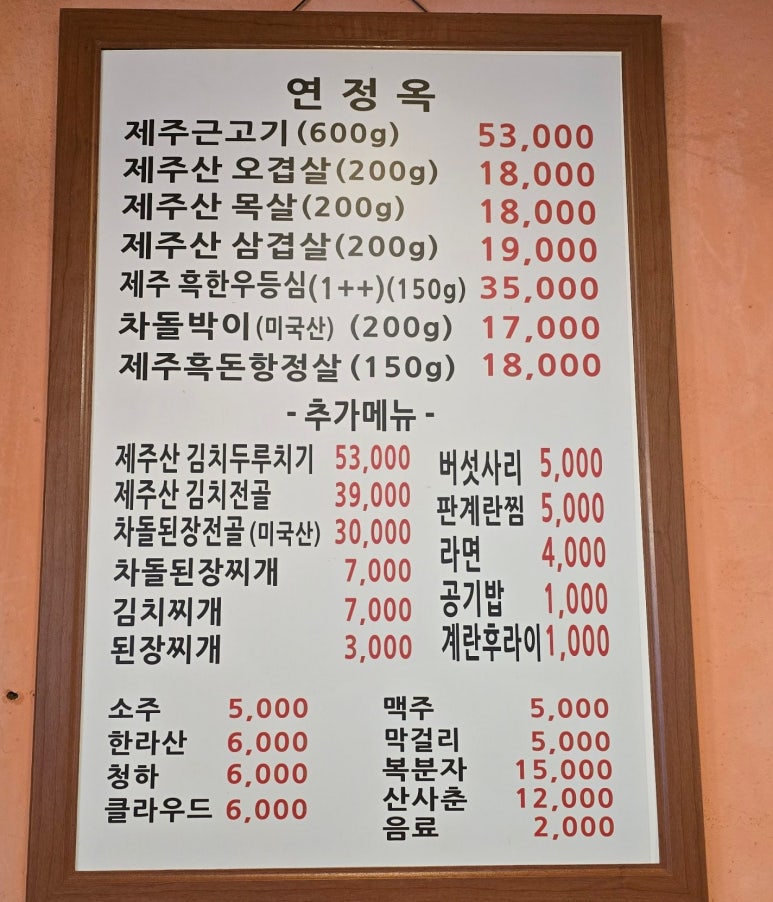 연정옥
제주근고기(600g) 53,000
제주산 오겹살(200g) 18,000
제주산 목살(200g) 18,000
제주산 삼겹살(200g) 19,000
제주 흑한우등심(1++)(150g) 35,000
차돌박이(미국산) (200g) 17,000
제주흑돈항정살(150g) 18,000
- 추가메뉴 -
제주산 김치두루치기 53,000
제주산 김치전골 39,000
차돌된장전골(미국산) 30,000
차돌된장찌개 7,000
김치찌개 7,000
된장찌개 3,000
버섯사리 5,000
판계란찜 5,000
라면 4,000
공기밥 1,000
계란후라이 1,000
소주 5,000
한라산 6,000
청하 6,000
클라우드 6,000
맥주 5,000
막걸리 5,000
복분자 15,000
산사춘 12,000
음료 2,000